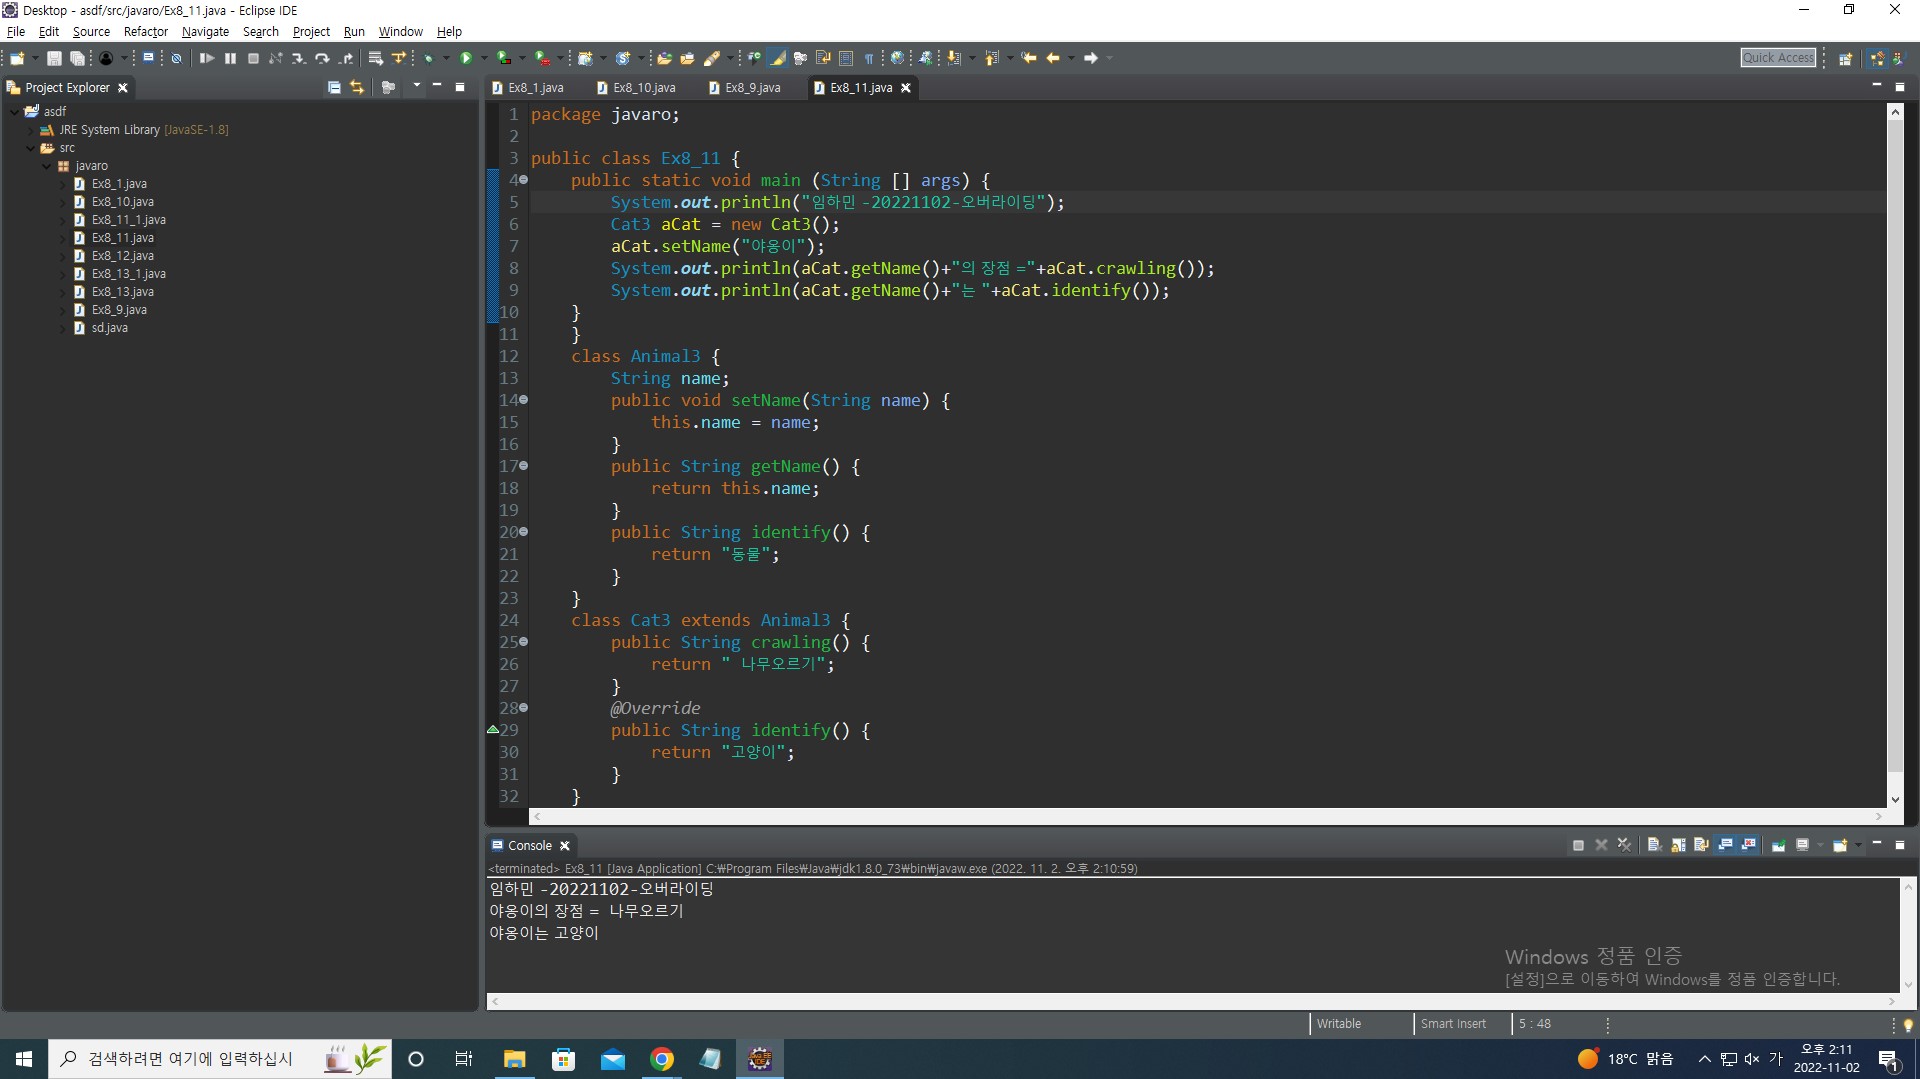 Desktop - asdf/src/javaro/Ex8_11.java - Eclipse IDE
File Edit Source Refactor Navigate Search Project Run Window Help
Quick Access
Project Explorer
asdf
JRE System Library [JavaSE-1.8]
src
javaro
Ex8_1.java
Ex8_10.java
Ex8_11_1.java
Ex8_11.java
Ex8_12.java
Ex8_13_1.java
Ex8_13.java
Ex8_9.java
sd.java
Ex8_1.java Ex8_10.java Ex8_9.java Ex8_11.java
1 package javaro;
2
3 public class Ex8_11 {
4 public static void main (String [] args) {
5 System.out.println("임하민 -20221102-오버라이딩");
6 Cat3 aCat = new Cat3();
7 aCat.setName("야옹이");
8 System.out.println(aCat.getName()+"의 장점 ="+aCat.crawling());
9 System.out.println(aCat.getName()+"는 "+aCat.identify());
10 }
11 }
12 class Animal3 {
13 String name;
14 public void setName(String name) {
15 this.name = name;
16 }
17 public String getName() {
18 return this.name;
19 }
20 public String identify() {
21 return "동물";
22 }
23 }
24 class Cat3 extends Animal3 {
25 public String crawling() {
26 return " 나무오르기";
27 }
28 @Override
29 public String identify() {
30 return "고양이";
31 }
32 }
Console
<terminated> Ex8_11 [Java Application] C:₩Program Files₩Java₩jdk1.8.0_73₩bin₩javaw.exe (2022. 11. 2. 오후 2:10:59)
임하민 -20221102-오버라이딩
야옹이의 장점 = 나무오르기
야옹이는 고양이
Windows 정품 인증
[설정]으로 이동하여 Windows를 정품 인증합니다.
Writable Smart Insert 5 : 48
검색하려면 여기에 입력하십시
18°C 맑음 가 오후 2:11
2022-11-02 1